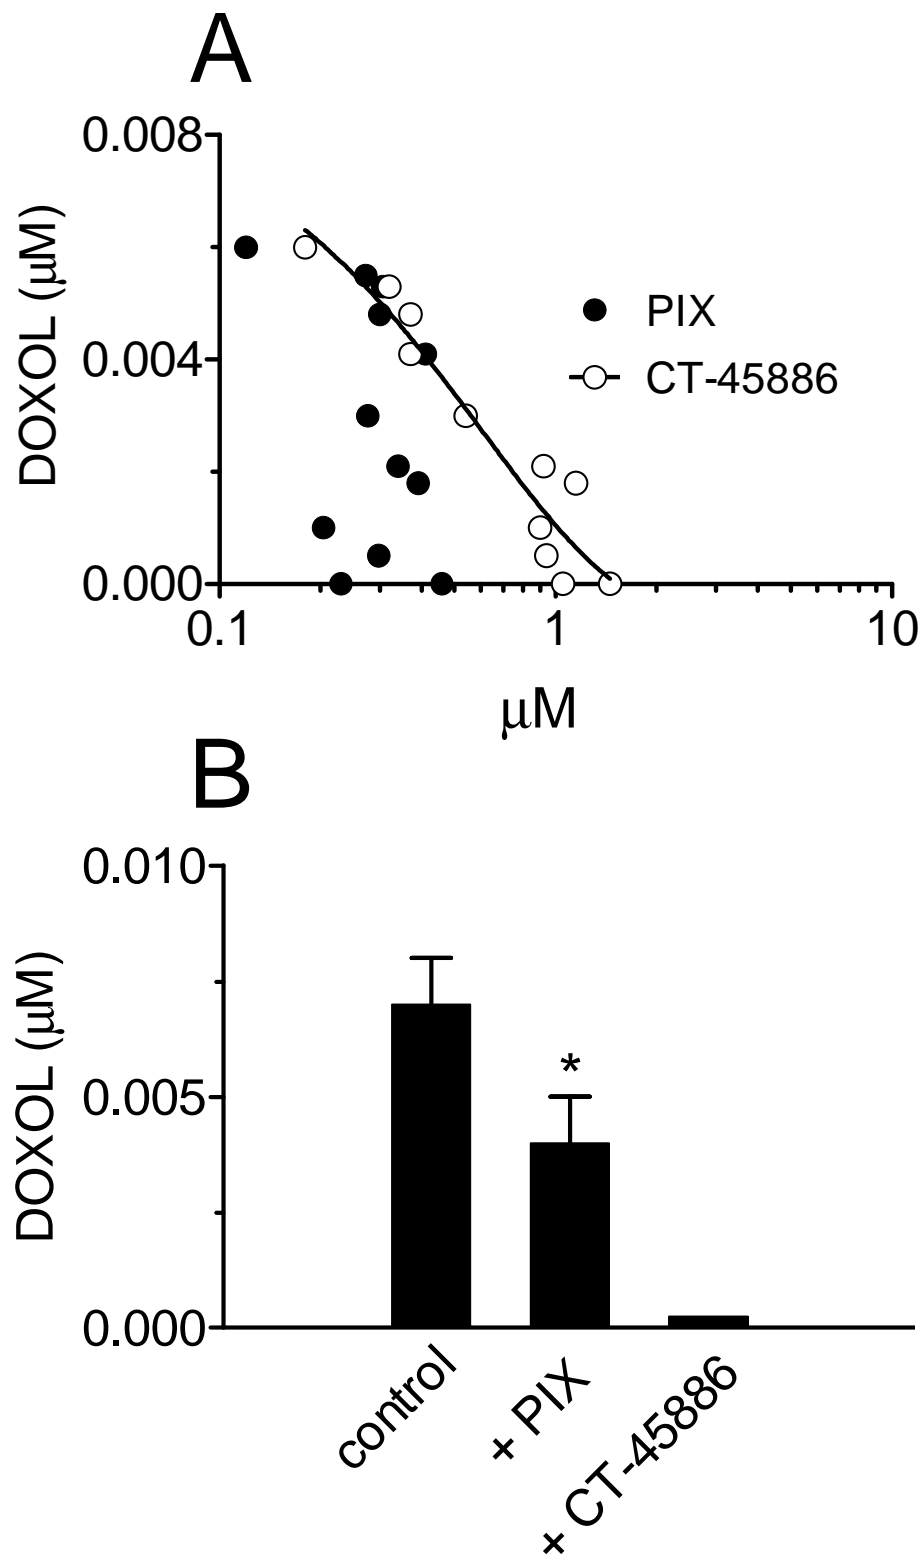 A
0.008
0.004
0.000
DOXOL (μM)
PIX
CT-45886
0.1
1
10
μM
B
0.010
0.005
0.000
DOXOL (μM)
*
control
+ PIX
+ CT-45886